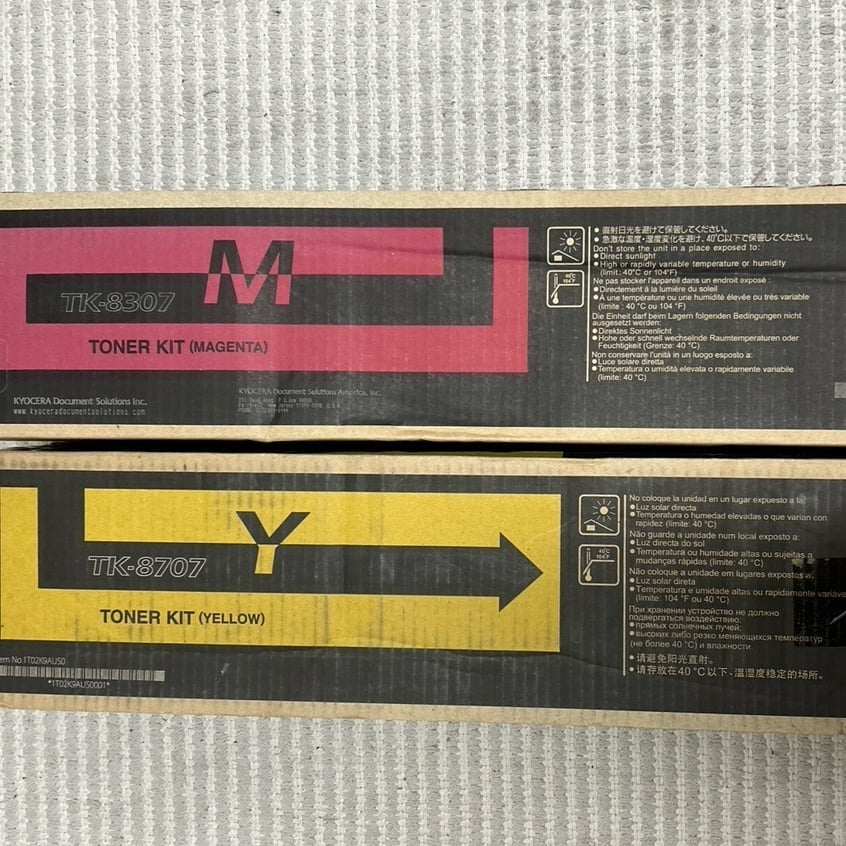 M
TK-8307
TONER KIT (MAGENTA)
KYOCERA Document Solutions Inc.
www.kyoceradocumentsolutions.com
KYOCERA Document Solutions America, Inc.
● 直射日光を避けて保管してください。
● 急激な温度・湿度変化を避け、40℃以下で保管してください。
Don't store the unit in a place exposed to:
● Direct sunlight
● High or rapidly variable temperature or humidity
(limit: 40°C or 104°F)
Ne pas stocker l'appareil dans un endroit exposé :
● Directement à la lumière du soleil
● À une température ou une humidité élevée ou très variable
(limite : 40 °C ou 104 °F)
Die Einheit darf beim Lagern folgenden Bedingungen nicht
ausgesetzt werden:
● Direktes Sonnenlicht
● Hohe oder schnell wechselnde Raumtemperaturen oder
Feuchtigkeit (Grenze: 40 °C)
Non conservare l'unità in un luogo esposto a:
● Luce solare diretta
● Temperatura o umidità elevata o rapidamente variabile
(limite: 40 °C)
40°C
104°F
Y
TK-8707
TONER KIT (YELLOW)
Item No.1T02K9AUS0
*1T02K9AUS0001*
40°C
104°F
No coloque la unidad en un lugar expuesto a la:
● Luz solar directa
● Temperatura o humedad elevadas o que varían con
rapidez (límite: 40 °C)
Não guarde a unidade num local exposto a:
● Luz directa do sol
● Temperatura ou humidade altas ou sujeitas a
mudanças rápidas (limite: 40 °C)
Não coloque a unidade em lugares expostos a:
● Luz solar direta
● Temperatura e umidade altas ou rapidamente variáve
(limite: 104 °F ou 40 °C)
При хранении устройство не должно
подвергаться воздействию:
● прямых солнечных лучей;
● высоких либо резко меняющихся температур
(не более 40 °C) и влажности.
● 请避免阳光直射。
● 请存放在40℃以下、温湿度稳定的场所。